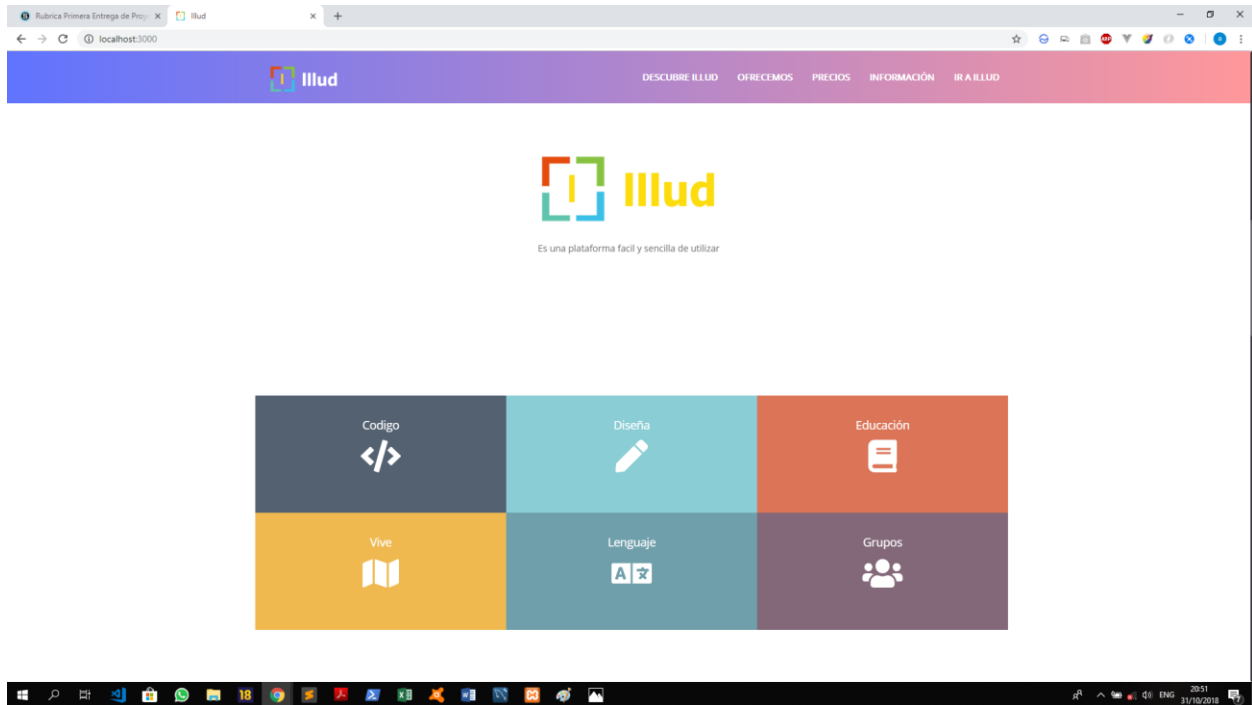 Rubrica Primera Entrega de Proy
Illud
localhost:3000
Illud
DESCUBRE ILLUD OFRECEMOS PRECIOS INFORMACIÓN IR A ILLUD
Illud
Es una plataforma facil y sencilla de utilizar
Codigo Diseña Educación
Vive Lenguaje Grupos
18
ENG
20:51
31/10/2018